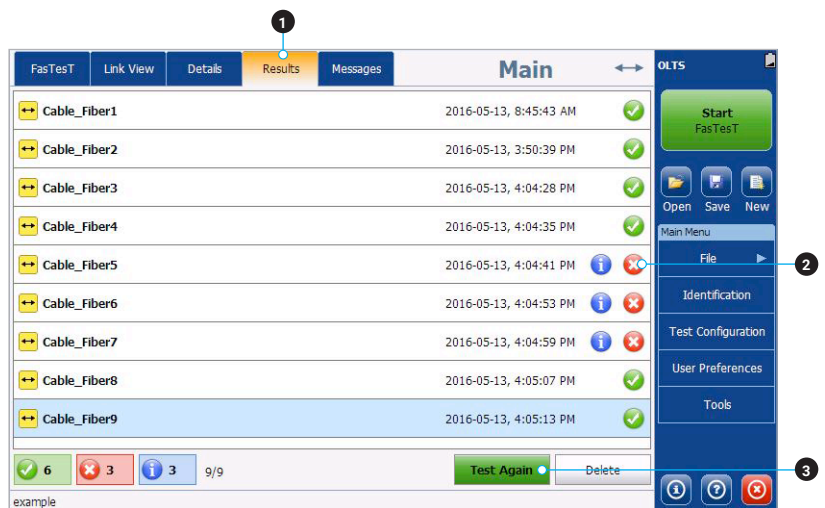 1
FasTesT Link View Details Results Messages Main OLTS
Cable_Fiber1 2016-05-13, 8:45:43 AM
Start
FasTesT
Cable_Fiber2 2016-05-13, 3:50:39 PM
Cable_Fiber3 2016-05-13, 4:04:28 PM
Open Save New
Cable_Fiber4 2016-05-13, 4:04:35 PM
Main Menu
Cable_Fiber5 2016-05-13, 4:04:41 PM i
File
2
Cable_Fiber6 2016-05-13, 4:04:53 PM i
Identification
Cable_Fiber7 2016-05-13, 4:04:59 PM i
Test Configuration
Cable_Fiber8 2016-05-13, 4:05:07 PM
User Preferences
Cable_Fiber9 2016-05-13, 4:05:13 PM
Tools
6 3 i 3 9/9 Test Again Delete
3
i ?
example